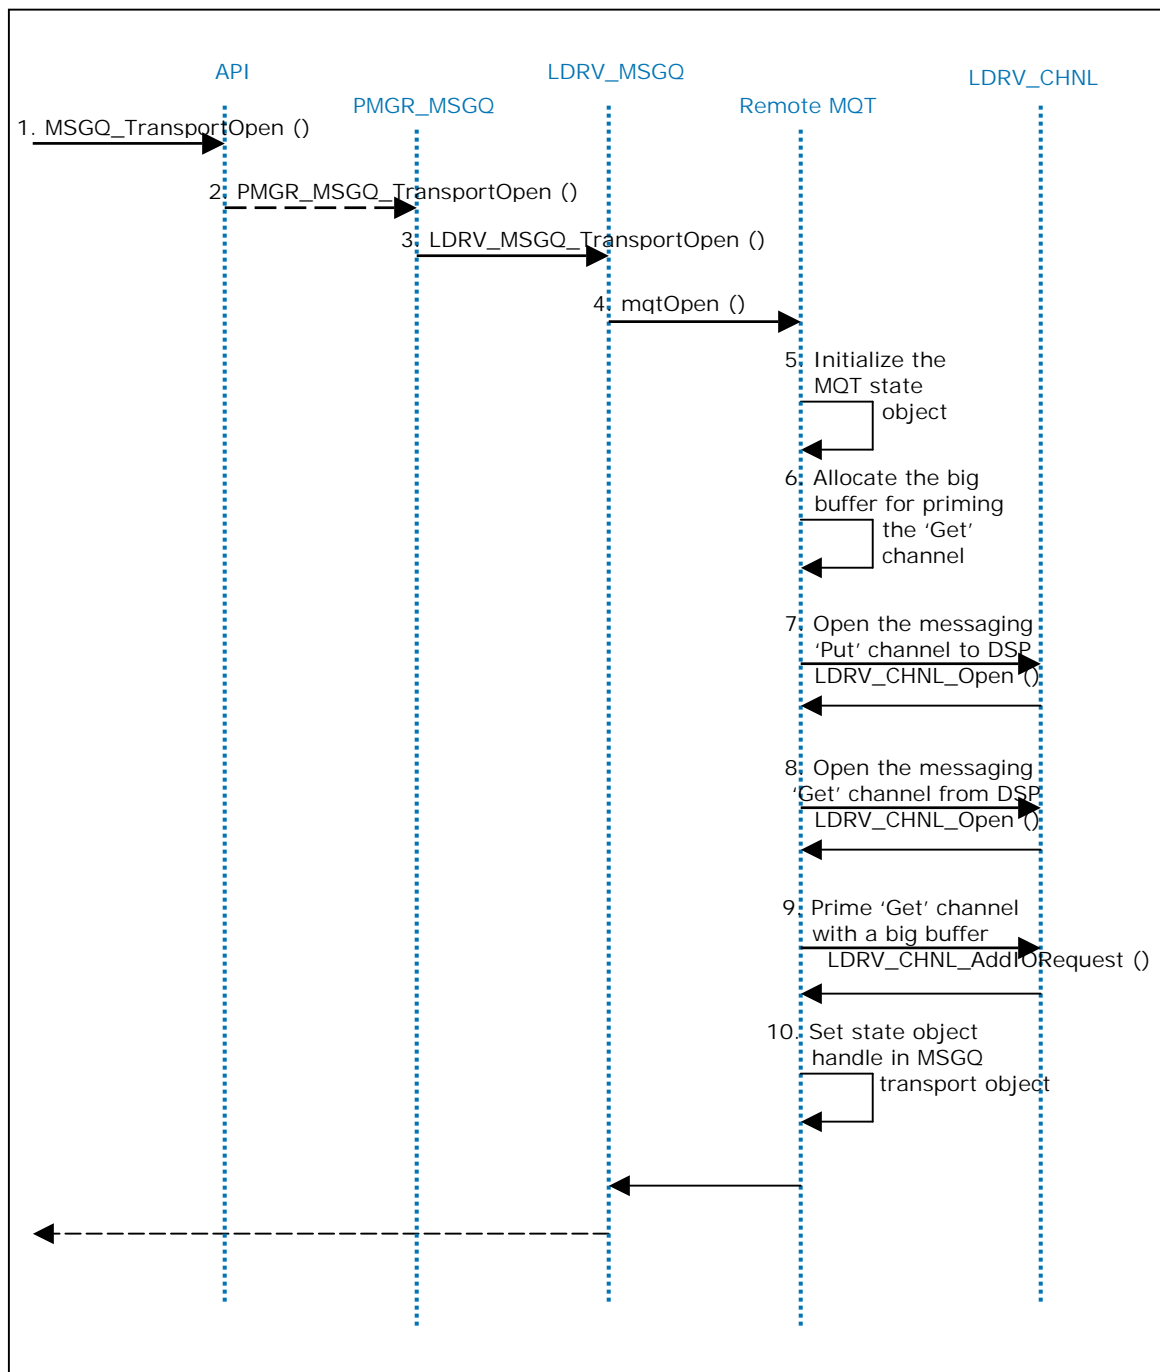 API
LDRV_MSGQ
LDRV_CHNL
PMGR_MSGQ
Remote MQT
1. MSGQ_TransportOpen ()
2. PMGR_MSGQ_TransportOpen ()
3. LDRV_MSGQ_TransportOpen ()
4. mqtOpen ()
5. Initialize the
MQT state
object
6. Allocate the big
buffer for priming
the ‘Get’
channel
7. Open the messaging
‘Put’ channel to DSP
LDRV_CHNL_Open ()
8. Open the messaging
‘Get’ channel from DSP
LDRV_CHNL_Open ()
9. Prime ‘Get’ channel
with a big buffer
LDRV_CHNL_AddIORequest ()
10. Set state object
handle in MSGQ
transport object